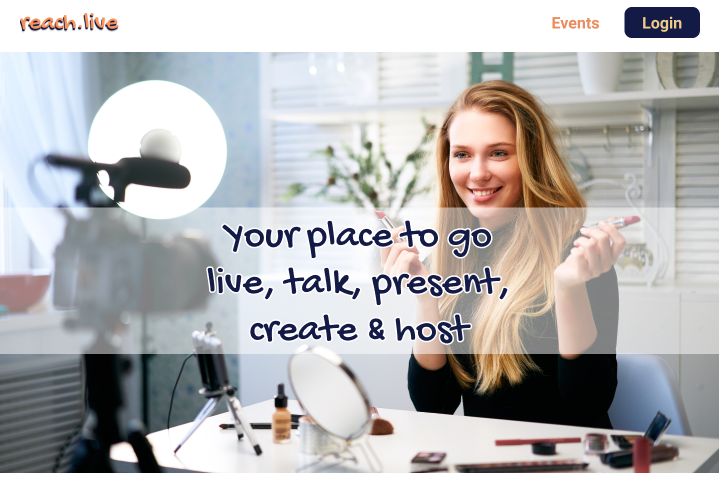 reach.live
Events
Login
Your place to go
live, talk, present,
create & host